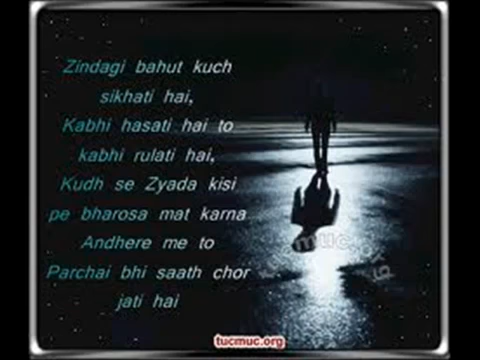 Zindagi bahut kuch
sikhati hai,
Kabhi hasati hai to
kabhi rulati hai,
Kudh se Zyada kisi
pe bharosa mat karna
Andhere me to
Parchai bhi saath chor
jati hai
tucmuc.org